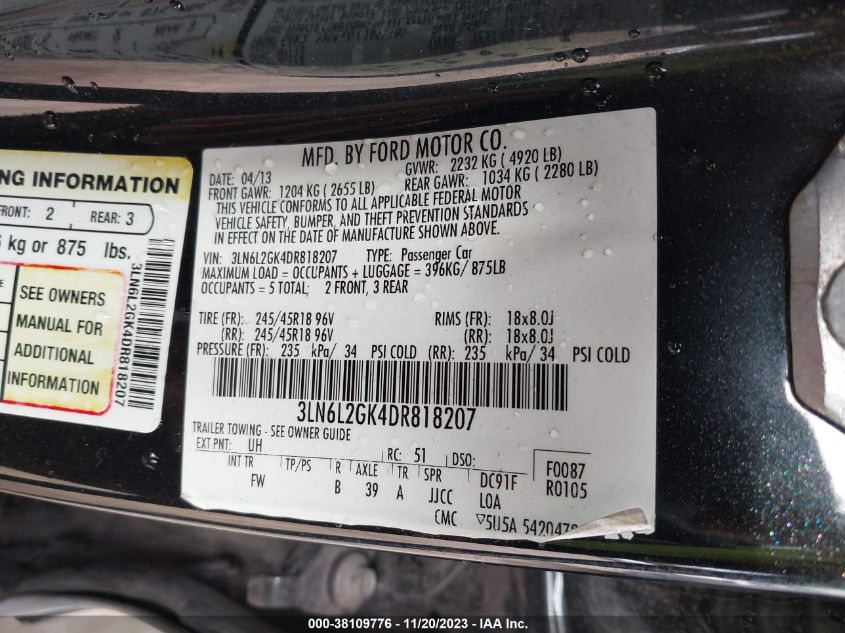 NG INFORMATION
FRONT: 2 REAR: 3
kg or 875 lbs.
SEE OWNERS
MANUAL FOR
ADDITIONAL
INFORMATION
3LN6L2GK4DR818207
MFD. BY FORD MOTOR CO.
DATE: 04/13 GVWR: 2232 KG ( 4920 LB)
FRONT GAWR: 1204 KG ( 2655 LB) REAR GAWR: 1034 KG ( 2280 LB)
THIS VEHICLE CONFORMS TO ALL APPLICABLE FEDERAL MOTOR
VEHICLE SAFETY, BUMPER, AND THEFT PREVENTION STANDARDS
IN EFFECT ON THE DATE OF MANUFACTURE SHOWN ABOVE.
VIN: 3LN6L2GK4DR818207 TYPE: Passenger Car
MAXIMUM LOAD = OCCUPANTS + LUGGAGE = 396KG/ 875LB
OCCUPANTS = 5 TOTAL; 2 FRONT, 3 REAR
TIRE (FR): 245/45R18 96V RIMS (FR): 18x8.0J
(RR): 245/45R18 96V (RR): 18x8.0J
PRESSURE (FR): 235 kPa/ 34 PSI COLD (RR): 235 kPa/ 34 PSI COLD
3LN6L2GK4DR818207
TRAILER TOWING - SEE OWNER GUIDE
EXT PNT: UH RC: 51 DSO: F0087
INT TR TP/PS R AXLE TR SPR DC91F R0105
FW B 39 A JJCC LOA
CMC ▽5U5A 5420478
000-38109776 - 11/20/2023 - IAA Inc.